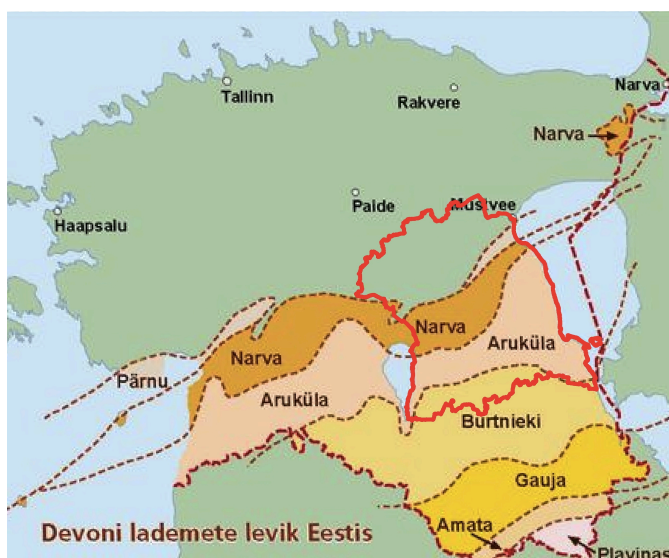 Narva
Tallinn
Rakvere
Narva
Paide
Mustvee
Haapsalu
Narva
Narva
Aruküla
Pärnu
Aruküla
Burtnieki
Gauja
Amata
Devoni lademete levik Eestis
Plavinas